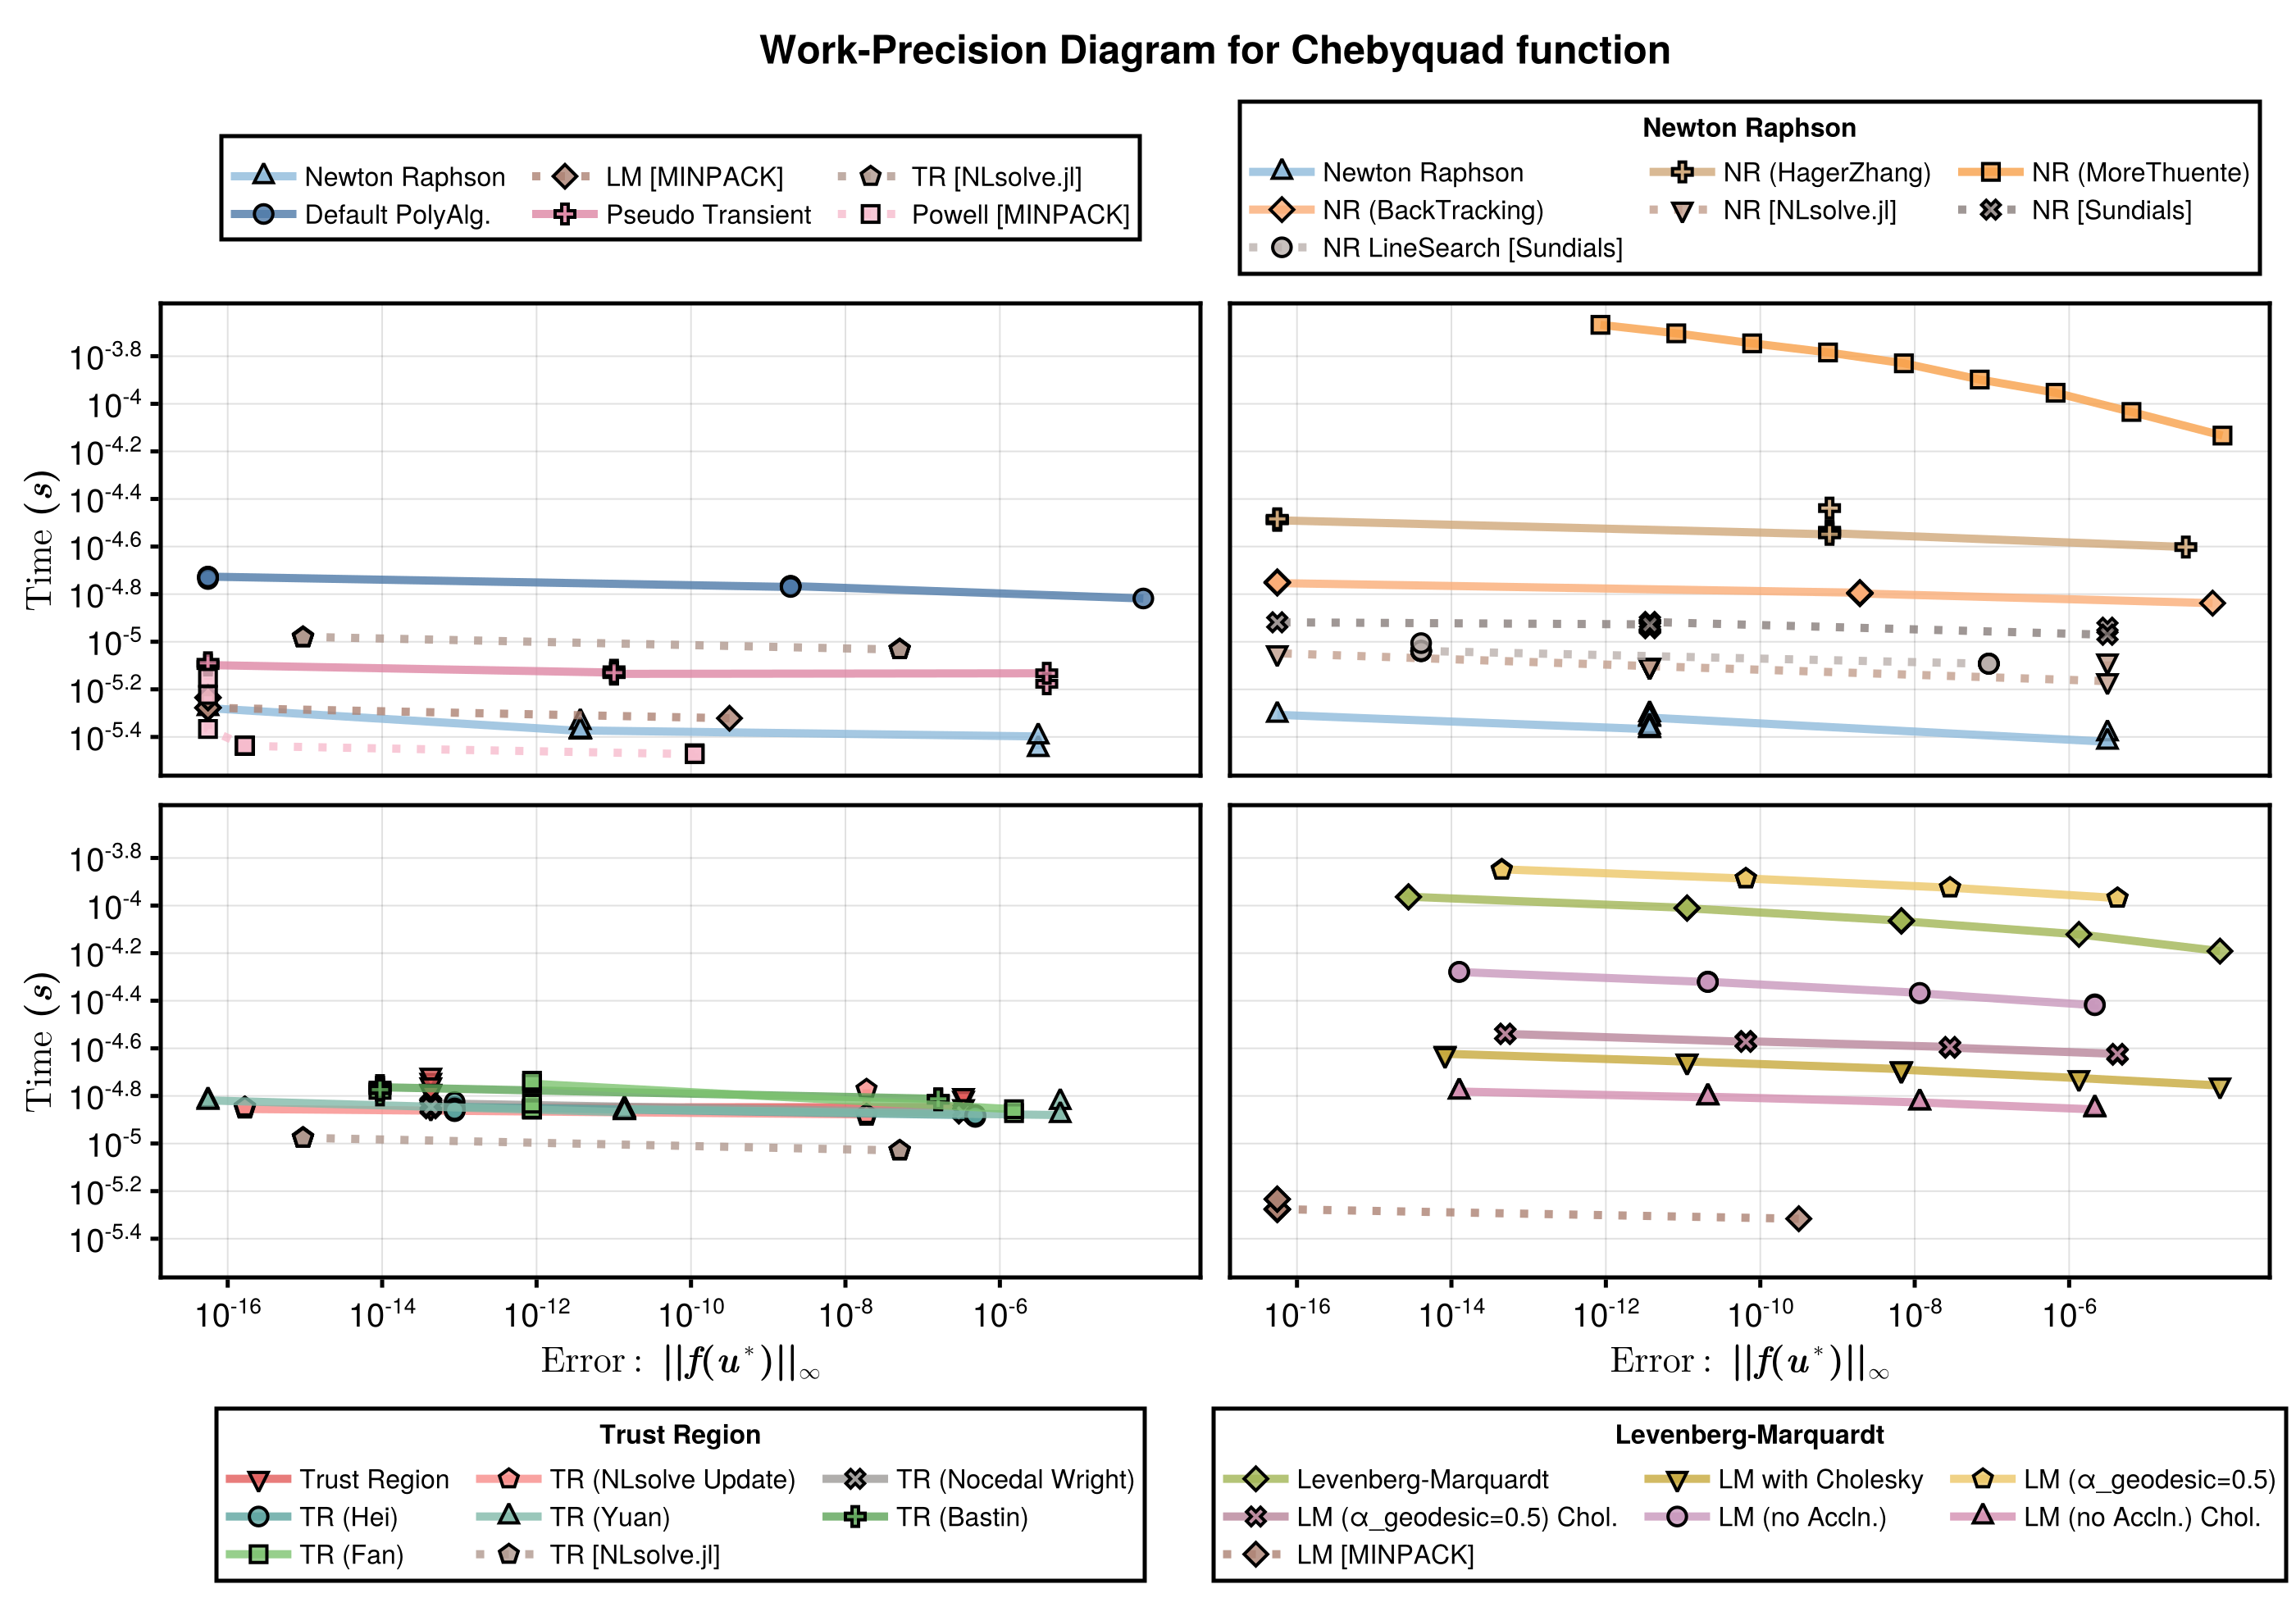 Work-Precision Diagram for Chebyquad function
Newton Raphson LM [MINPACK] TR [NLsolve.jl]
Default PolyAlg. Pseudo Transient Powell [MINPACK]
Newton Raphson
Newton Raphson NR (HagerZhang) NR (MoreThuente)
NR (BackTracking) NR [NLsolve.jl] NR [Sundials]
NR LineSearch [Sundials]
Time (s)
10^-3.8
10^-4
10^-4.2
10^-4.4
10^-4.6
10^-4.8
10^-5
10^-5.2
10^-5.4
Time (s)
10^-3.8
10^-4
10^-4.2
10^-4.4
10^-4.6
10^-4.8
10^-5
10^-5.2
10^-5.4
10^-16 10^-14 10^-12 10^-10 10^-8 10^-6
Error : ||f(u*)||∞
10^-16 10^-14 10^-12 10^-10 10^-8 10^-6
Error : ||f(u*)||∞
Trust Region
Trust Region TR (NLsolve Update) TR (Nocedal Wright)
TR (Hei) TR (Yuan) TR (Bastin)
TR (Fan) TR [NLsolve.jl]
Levenberg-Marquardt
Levenberg-Marquardt LM with Cholesky LM (α_geodesic=0.5)
LM (α_geodesic=0.5) Chol. LM (no Accln.) LM (no Accln.) Chol.
LM [MINPACK]